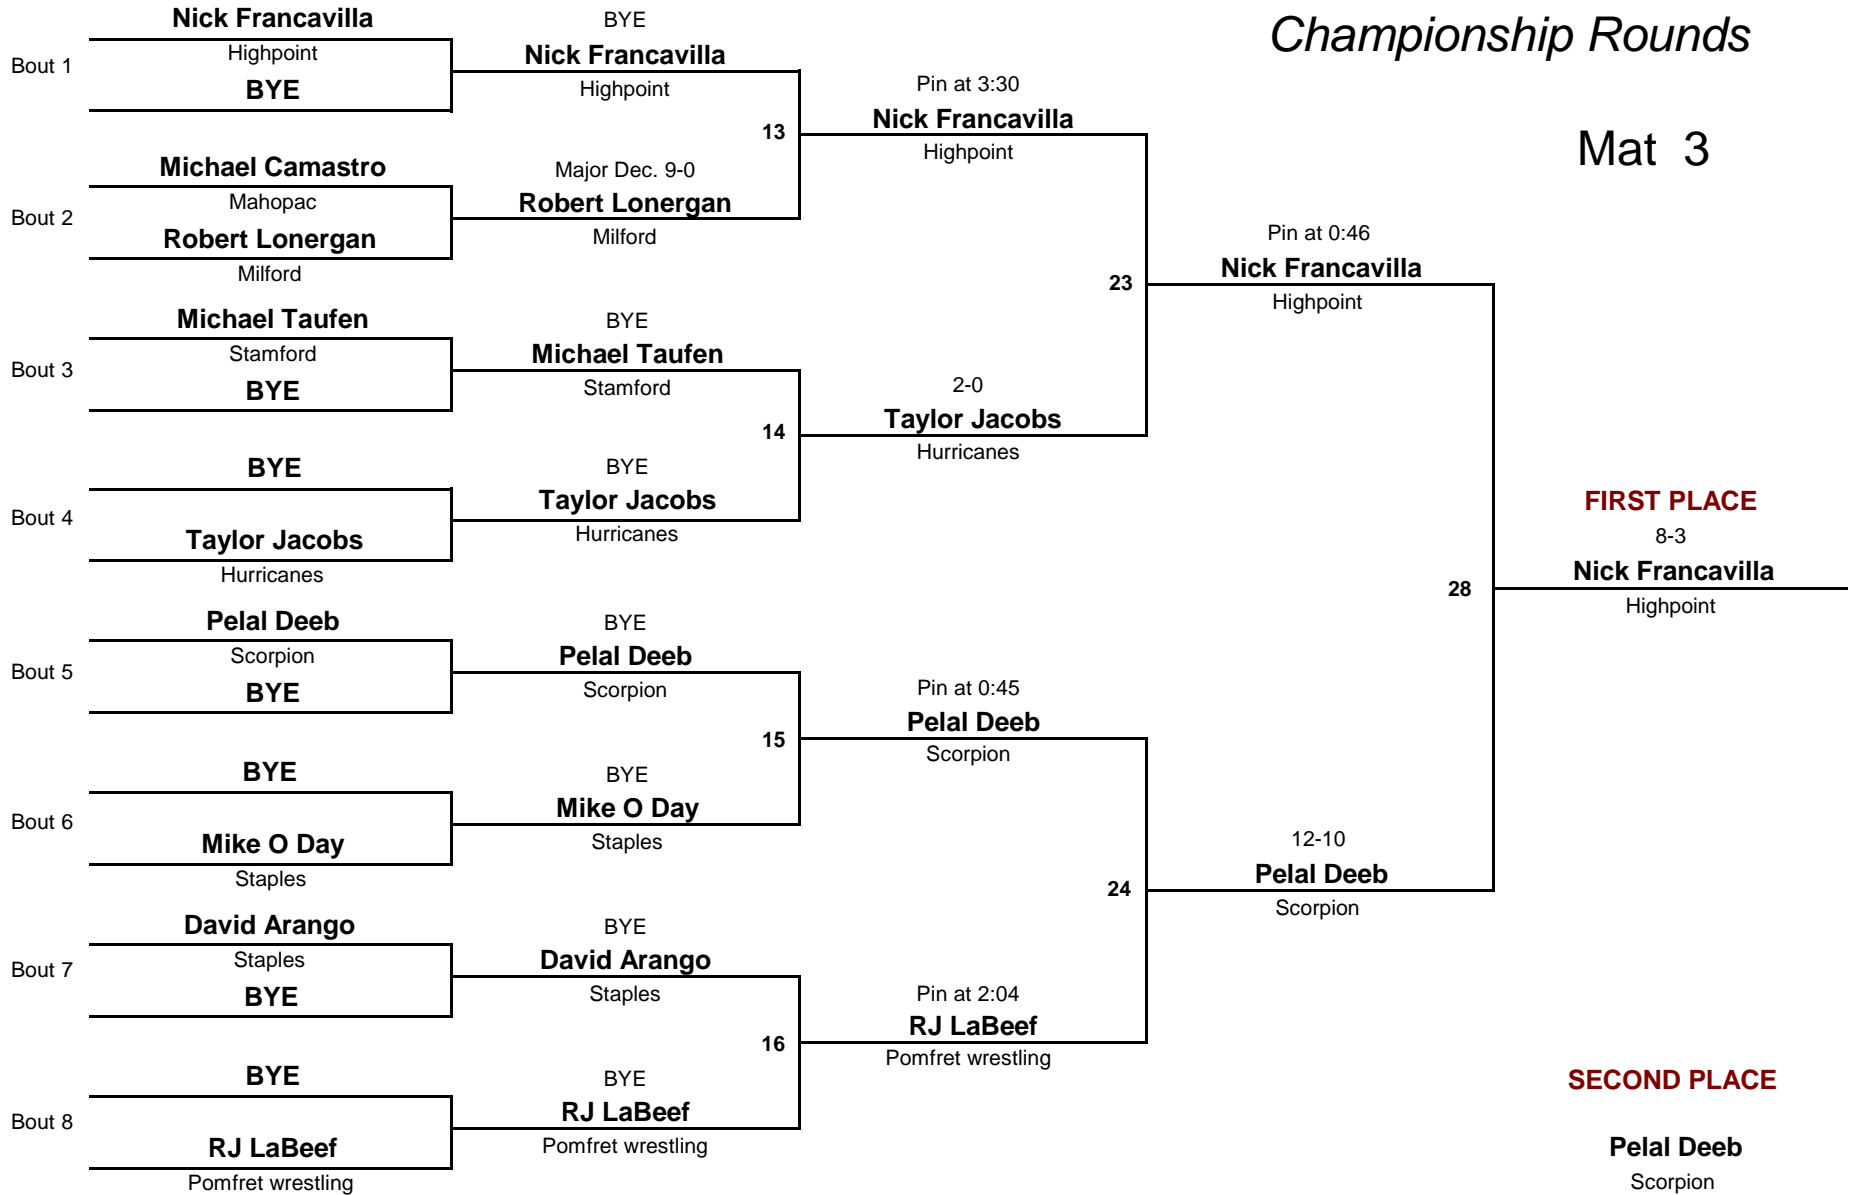 Championship Rounds
Mat 3
Nick Francavilla
Highpoint
Bout 1
BYE
Michael Camastro
Mahopac
Bout 2
Robert Lonergan
Milford
Michael Taufen
Stamford
Bout 3
BYE
BYE
Bout 4
Taylor Jacobs
Hurricanes
Pelal Deeb
Scorpion
Bout 5
BYE
BYE
Bout 6
Mike O Day
Staples
David Arango
Staples
Bout 7
BYE
BYE
Bout 8
RJ LaBeef
Pomfret wrestling
BYE
Nick Francavilla
Highpoint
13
Major Dec. 9-0
Robert Lonergan
Milford
BYE
Michael Taufen
Stamford
14
BYE
Taylor Jacobs
Hurricanes
BYE
Pelal Deeb
Scorpion
15
BYE
Mike O Day
Staples
BYE
David Arango
Staples
16
BYE
RJ LaBeef
Pomfret wrestling
Pin at 3:30
Nick Francavilla
Highpoint
23
2-0
Taylor Jacobs
Hurricanes
Pin at 0:45
Pelal Deeb
Scorpion
24
Pin at 2:04
RJ LaBeef
Pomfret wrestling
Pin at 0:46
Nick Francavilla
Highpoint
28
12-10
Pelal Deeb
Scorpion
FIRST PLACE
8-3
Nick Francavilla
Highpoint
SECOND PLACE
Pelal Deeb
Scorpion